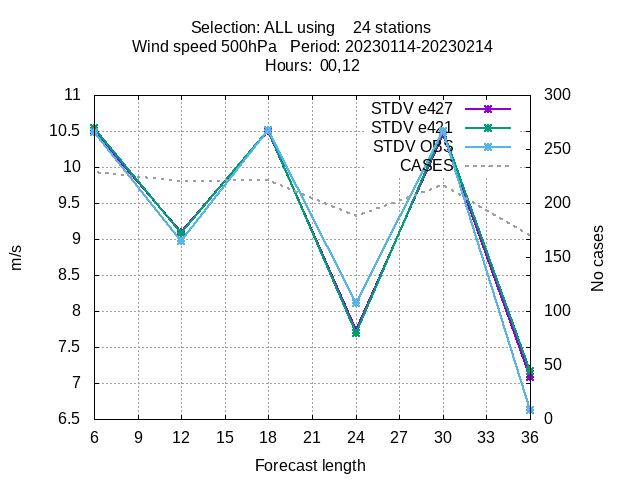 Selection: ALL using    24 stations
Wind speed 500hPa   Period: 20230114-20230214
Hours:  00,12
STDV e427
STDV e421
STDV OBS
CASES
11
10.5
10
9.5
9
8.5
8
7.5
7
6.5
300
250
200
150
100
50
0
m/s
No cases
6 9 12 15 18 21 24 27 30 33 36
Forecast length